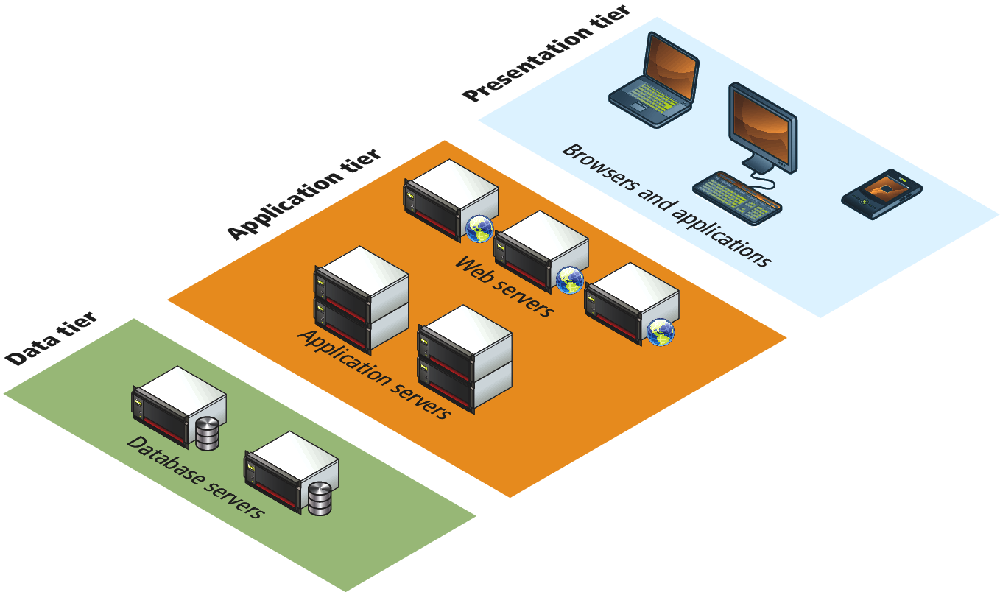 Presentation tier
Browsers and applications
Application tier
Web servers
Application servers
Data tier
Database servers